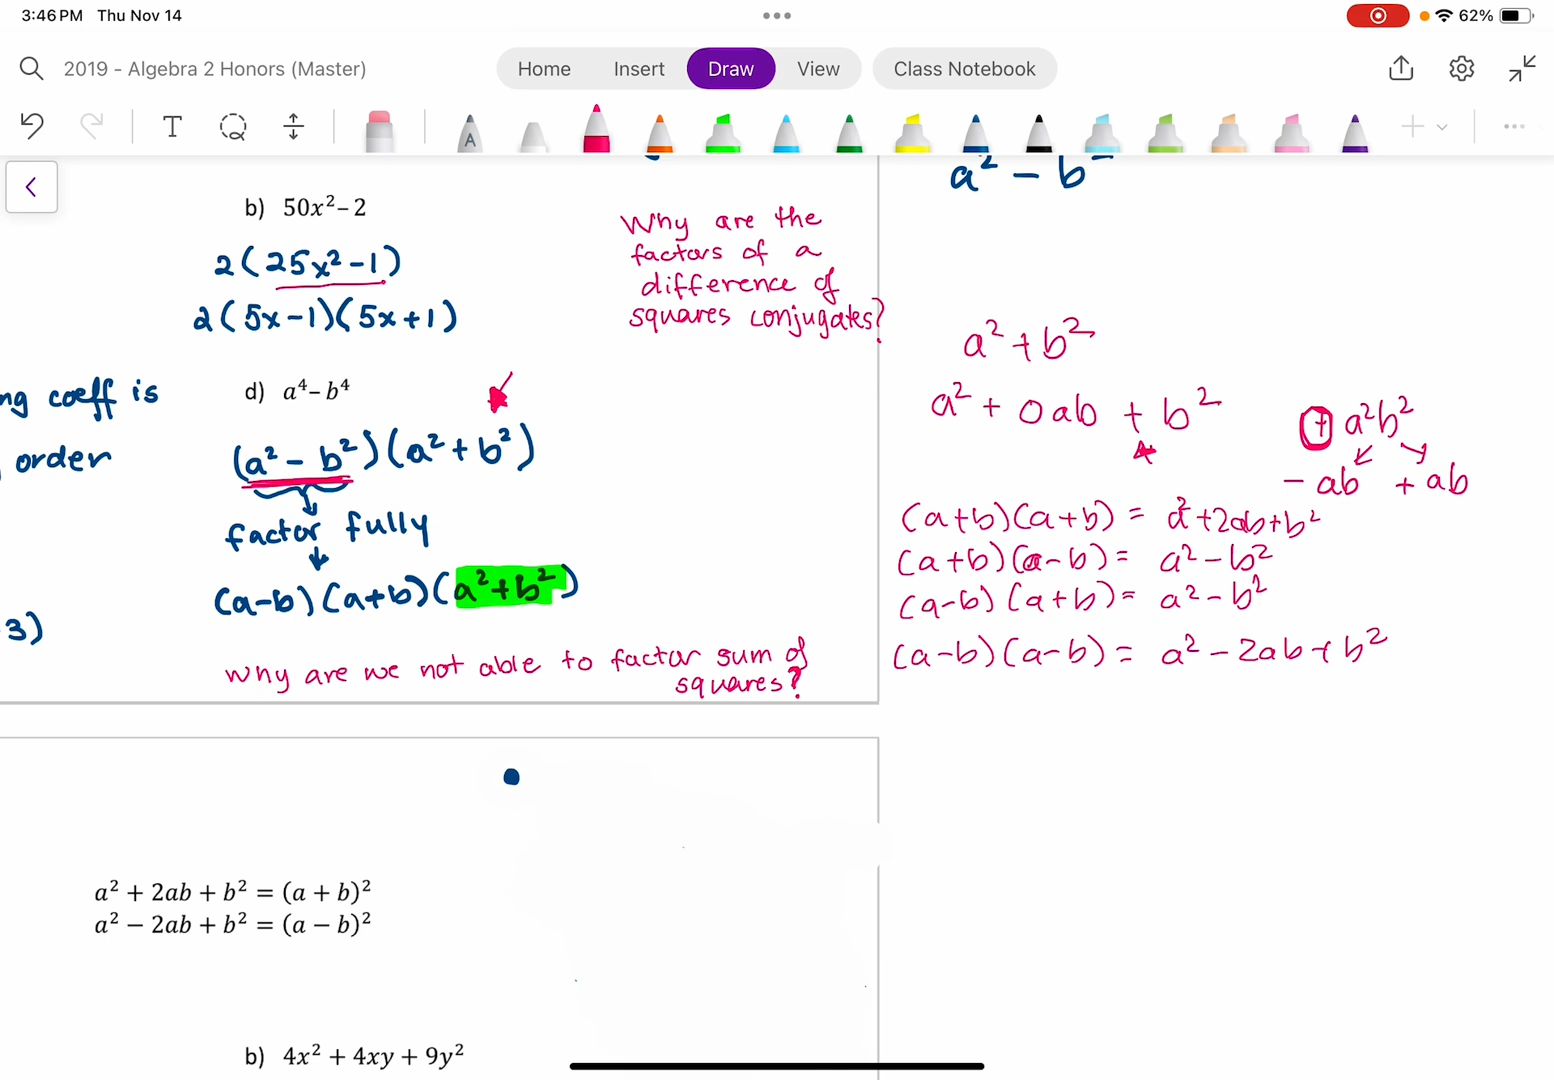 3:46 PM Thu Nov 14
62%
2019 - Algebra 2 Honors (Master)
Home Insert Draw View Class Notebook
T
A
b) 50x² – 2
2(25x² – 1)
2(5x – 1)(5x + 1)
Why are the
factors of a
difference of
squares conjugates?
ng coeff is
order
3)
d) a⁴ – b⁴
(a² – b²)(a² + b²)
factor fully
(a – b)(a + b)(a² + b²)
Why are we not able to factor sum of
squares?
a² – b²
a² + b²
a² + 0ab + b²
+ a²b²
– ab + ab
(a+b)(a+b) = a² + 2ab + b²
(a+b)(a–b) = a² – b²
(a–b)(a+b) = a² – b²
(a–b)(a–b) = a² – 2ab + b²
a² + 2ab + b² = (a + b)²
a² − 2ab + b² = (a − b)²
b) 4x² + 4xy + 9y²